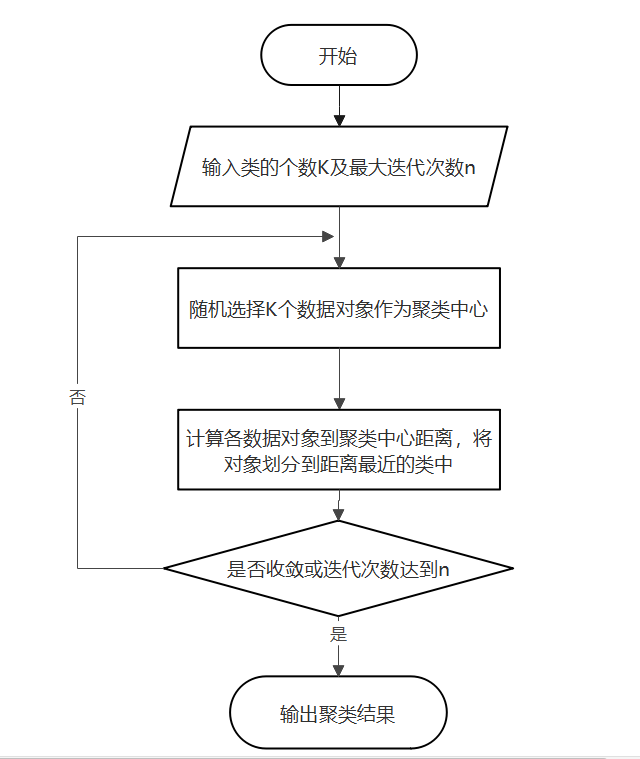 开始
输入类的个数K及最大迭代次数n
随机选择K个数据对象作为聚类中心
否
计算各数据对象到聚类中心距离，将
对象划分到距离最近的类中
是否收敛或迭代次数达到n
是
输出聚类结果